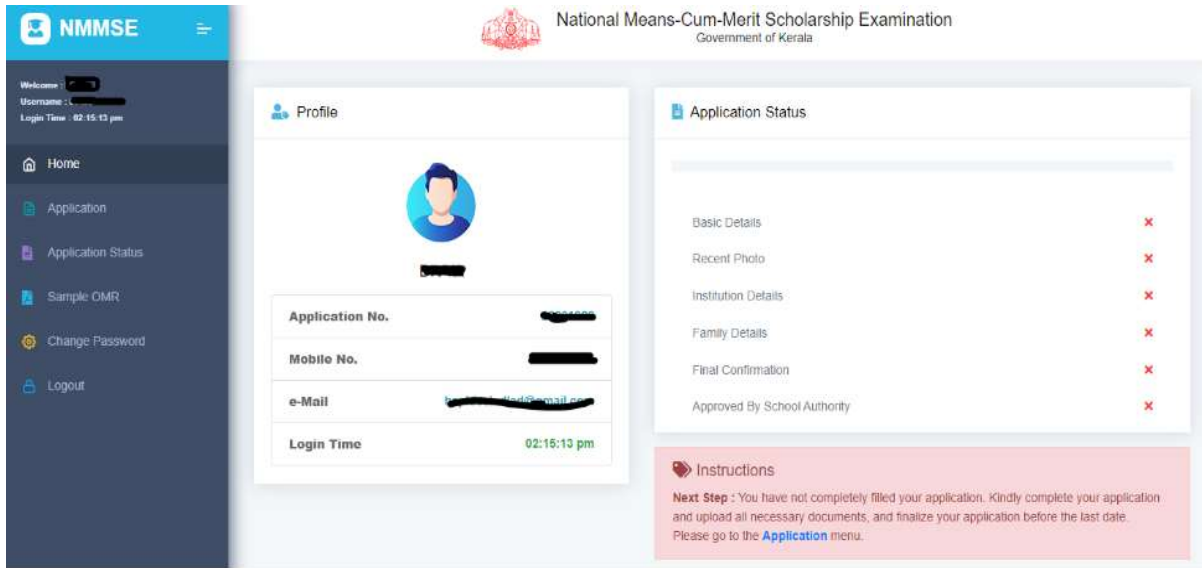 NMMSE
National Means-Cum-Merit Scholarship Examination
Government of Kerala
Welcome :
Username :
Login Time : 02:15:13 pm
Home
Application
Application Status
Sample OMR
Change Password
Logout
Profile
Application No.
Mobile No.
e-Mail
Login Time 02:15:13 pm
Application Status
Basic Details
Recent Photo
Institution Details
Family Details
Final Confirmation
Approved By School Authority
Instructions
Next Step : You have not completely filled your application. Kindly complete your application
and upload all necessary documents, and finalize your application before the last date.
Please go to the Application menu.